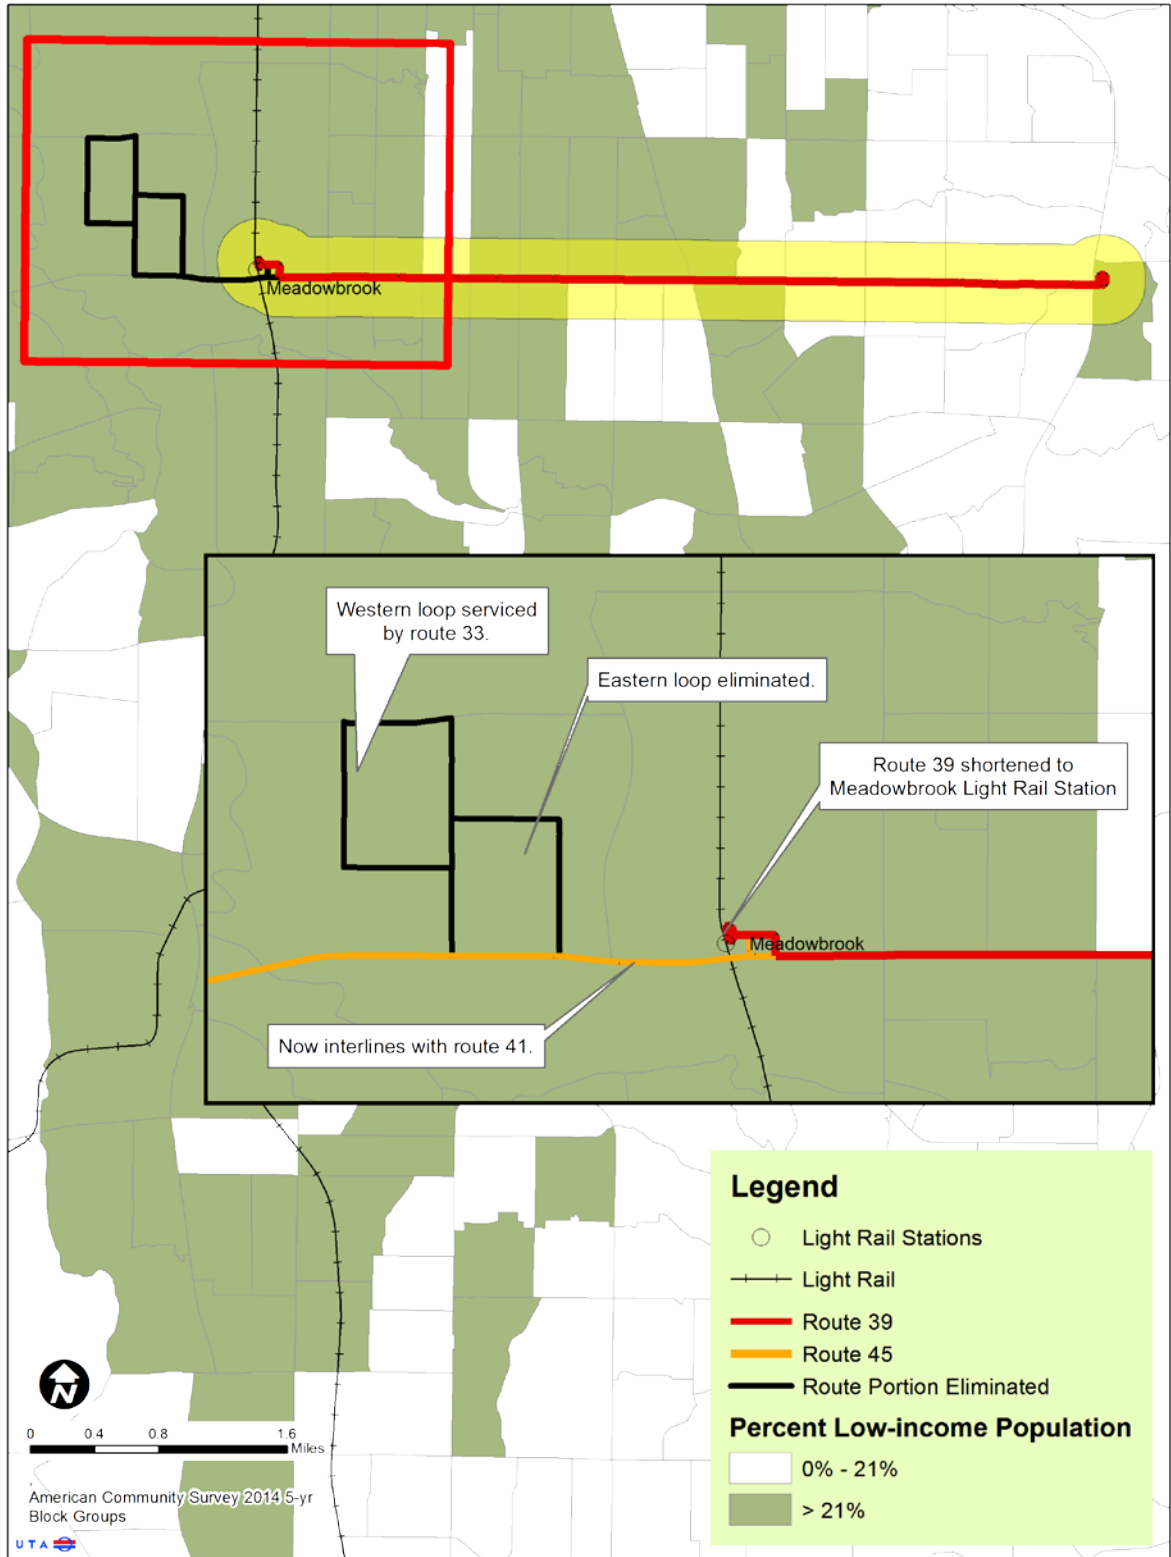 Meadowbrook
Western loop serviced
by route 33.
Eastern loop eliminated.
Route 39 shortened to
Meadowbrook Light Rail Station
Meadowbrook
Now interlines with route 41.
Legend
Light Rail Stations
Light Rail
Route 39
Route 45
Route Portion Eliminated
Percent Low-income Population
0% - 21%
> 21%
N
0 0.4 0.8 1.6
Miles
American Community Survey 2014 5-yr
Block Groups
UTA